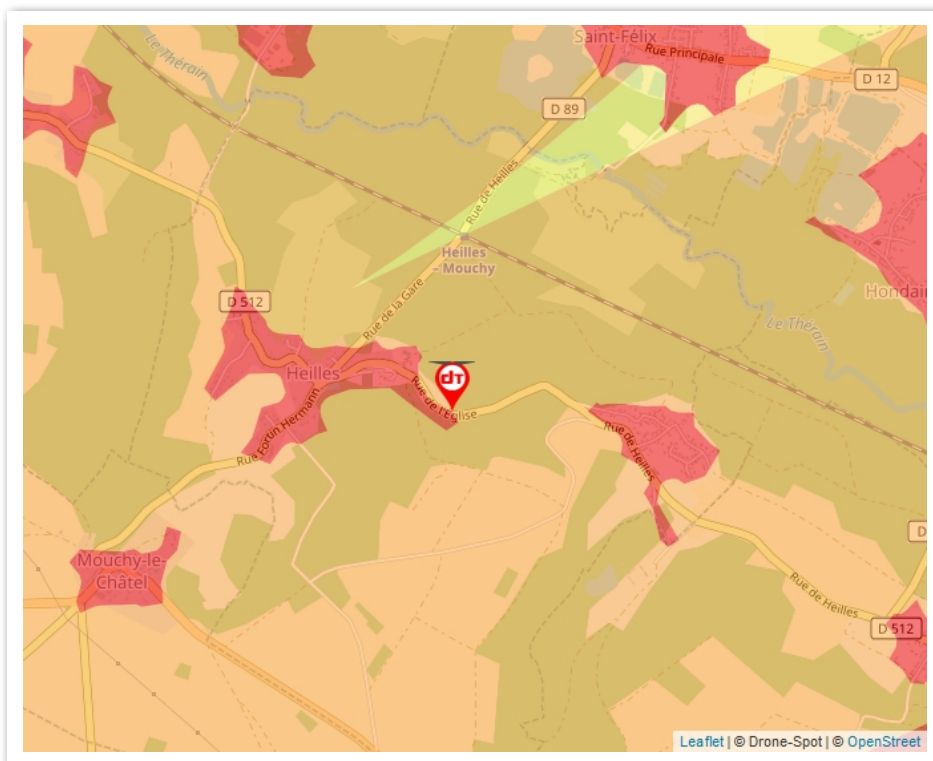 Saint-Félix
Le Thérain
Rue Principale
D 12
D 89
Rue de Heilles
Heilles
– Mouchy
Hondain
D 512
Rue de la Gare
Le Thérain
Heilles
dT
Rue de l'Église
Rue Fortin Hermann
Rue de Heilles
Mouchy-le-
Châtel
D
Rue de Heilles
D 512
Leaflet | © Drone-Spot | © OpenStreet